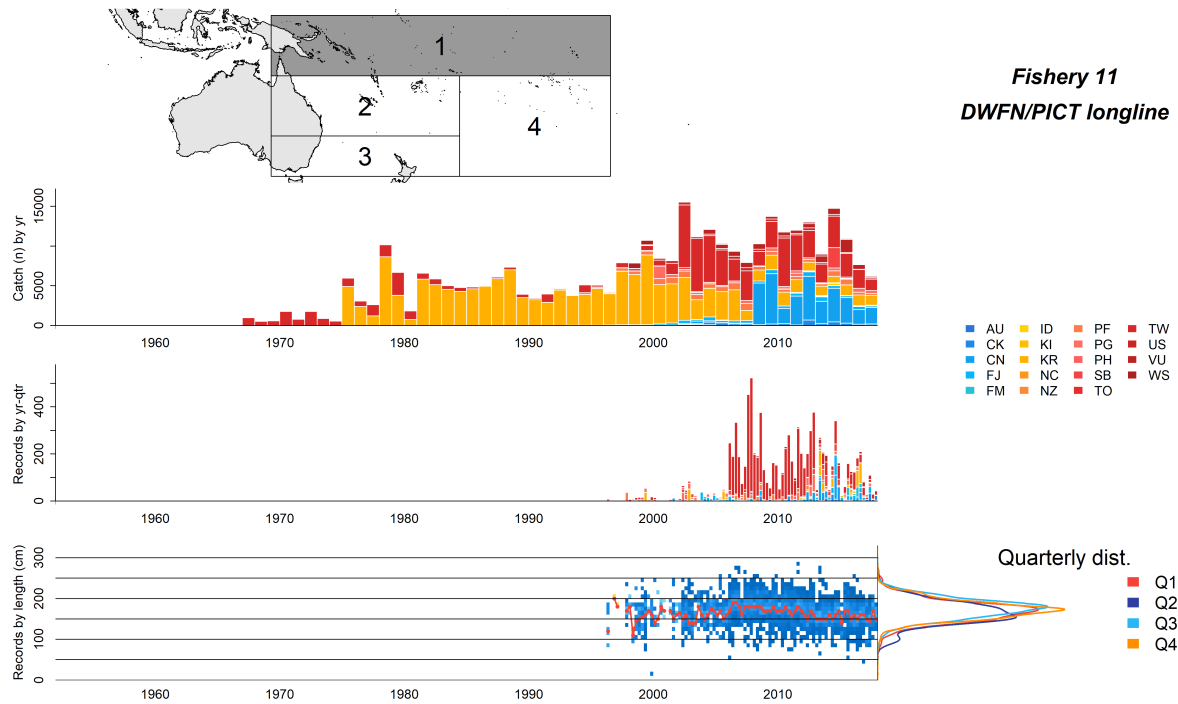 1
2
3
4
Fishery 11
DWFN/PICT longline
Catch (n) by yr
0
5000
15000
1960 1970 1980 1990 2000 2010
AU ID PF TW
CK KI PG US
CN KR PH VU
FJ NC SB WS
FM NZ TO
Records by yr-qtr
0
200
400
1960 1970 1980 1990 2000 2010
Records by length (cm)
0
100
200
300
1960 1970 1980 1990 2000 2010
Quarterly dist.
Q1
Q2
Q3
Q4